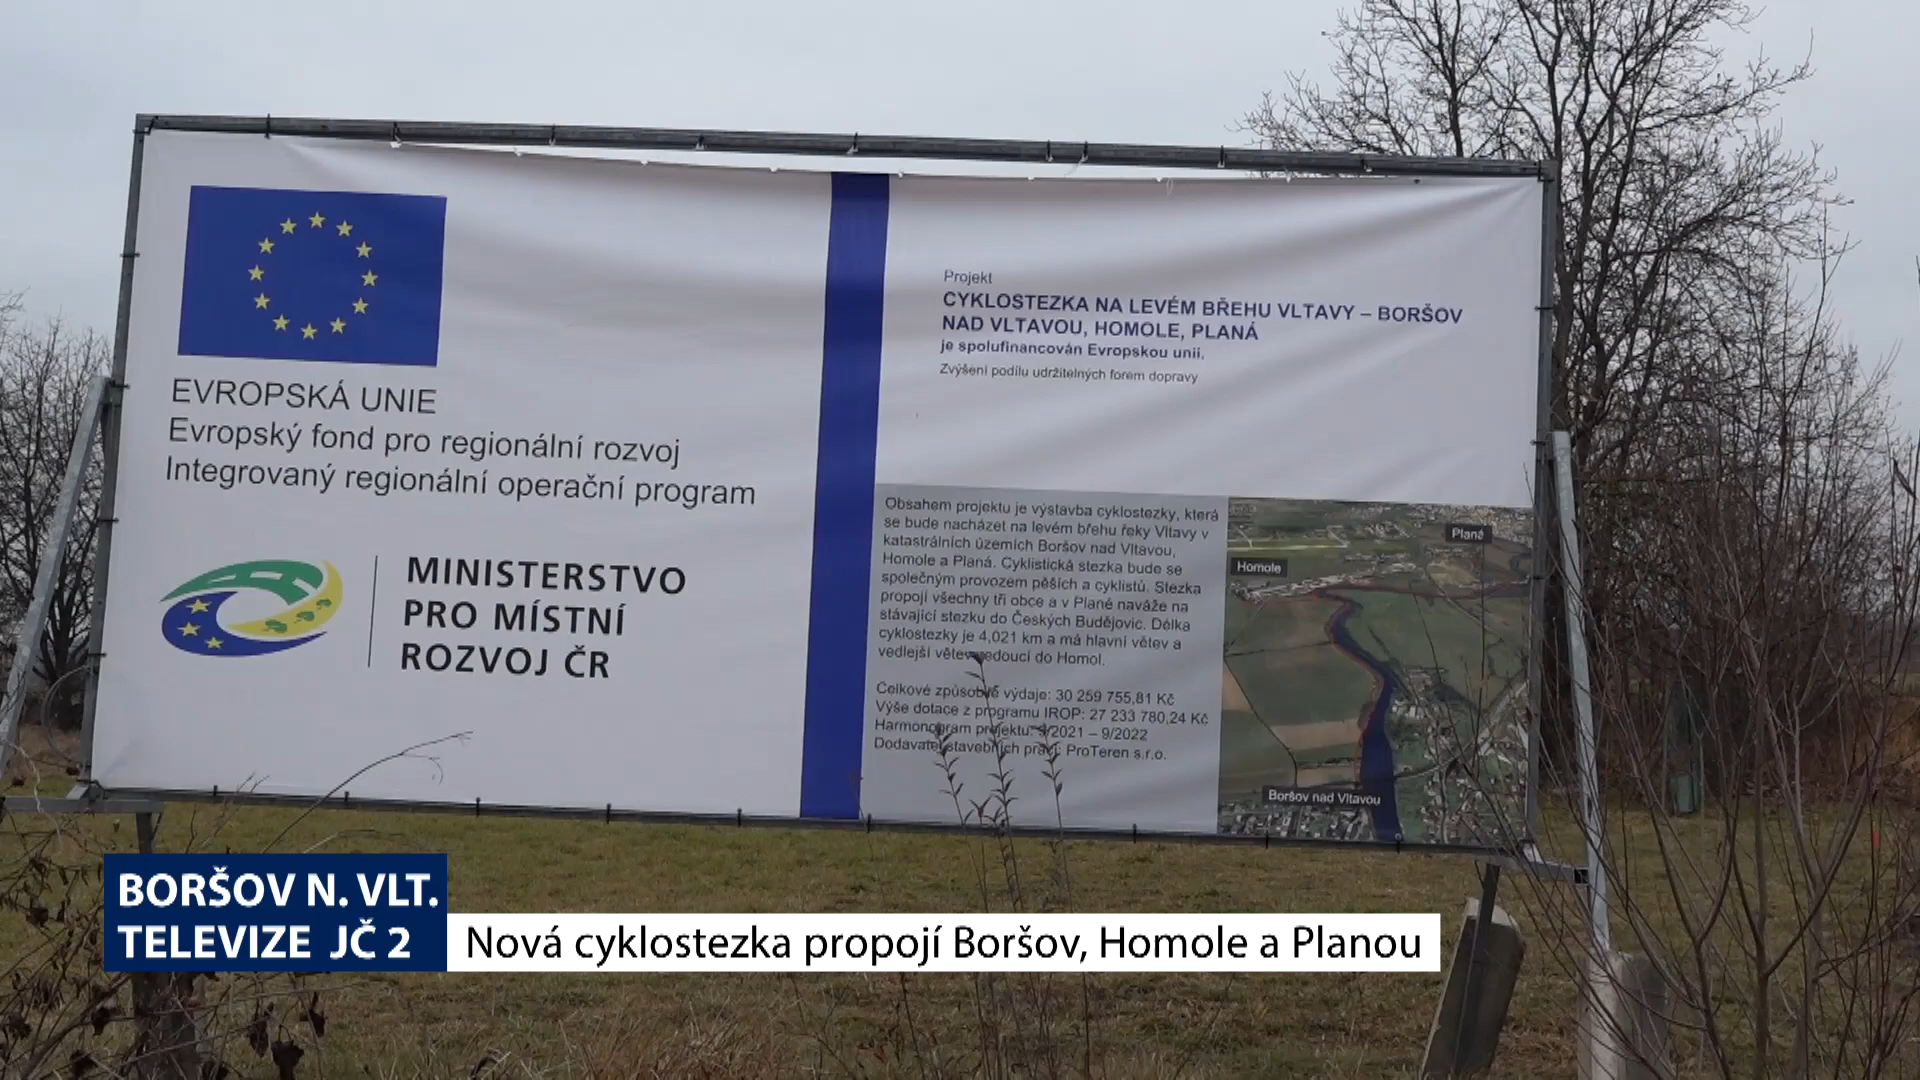 EVROPSKÁ UNIE
Evropský fond pro regionální rozvoj
Integrovaný regionální operační program
MINISTERSTVO
PRO MÍSTNÍ
ROZVOJ ČR
Projekt
CYKLOSTEZKA NA LEVÉM BŘEHU VLTAVY – BORŠOV
NAD VLTAVOU, HOMOLE, PLANÁ
je spolufinancován Evropskou unií.
Zvýšení podílu udržitelných forem dopravy
Obsahem projektu je výstavba cyklostezky, která
se bude nacházet na levém břehu řeky Vltavy v
katastrálních územích Boršov nad Vltavou,
Homole a Planá. Cyklistická stezka bude se
společným provozem pěších a cyklistů. Stezka
propojí všechny tři obce a v Plané naváže na
stávající stezku do Českých Budějovic. Délka
cyklostezky je 4,021 km a má hlavní větev a
vedlejší větev vedoucí do Homol.
Celkové způsobilé výdaje: 30 259 755,81 Kč
Výše dotace z programu IROP: 27 233 780,24 Kč
Harmonogram projektu: 9/2021 – 9/2022
Dodavatel stavebních prací: ProTeren s.r.o.
Planá
Homole
Boršov nad Vltavou
BORŠOV N. VLT.
TELEVIZE JČ 2
Nová cyklostezka propojí Boršov, Homole a Planou